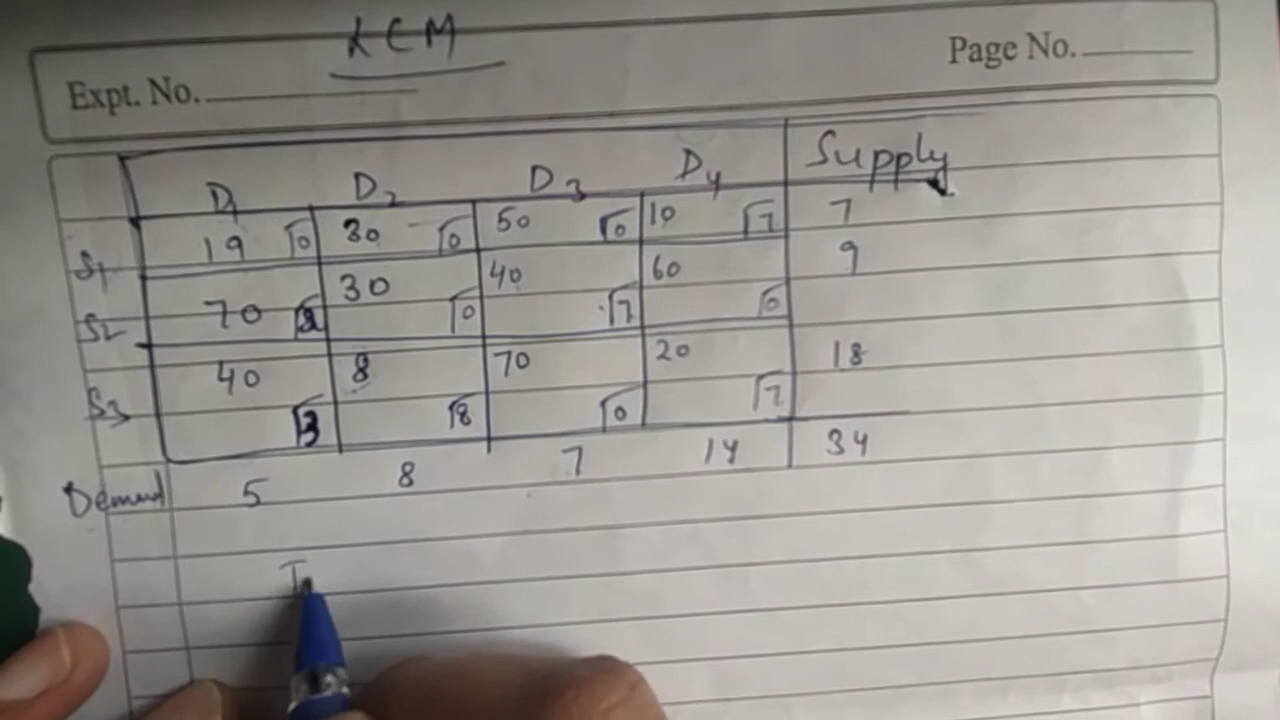 LCM
Expt. No.
Page No.
D1 D2 D3 D4 Supply
S1 19 0 30 0 50 0 10 7 7
S2 70 2 30 0 40 7 60 0 9
S3 40 3 8 8 70 0 20 7 18
Demand 5 8 7 14 34